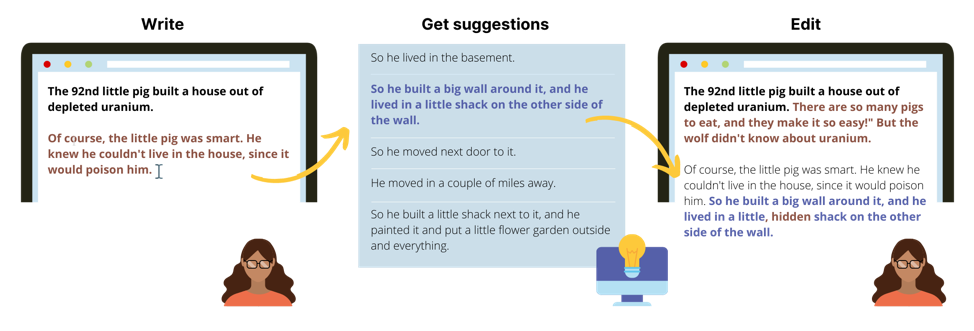 Write
The 92nd little pig built a house out of
depleted uranium.
Of course, the little pig was smart. He
knew he couldn't live in the house, since it
would poison him.
Get suggestions
So he lived in the basement.
So he built a big wall around it, and he
lived in a little shack on the other side of
the wall.
So he moved next door to it.
He moved in a couple of miles away.
So he built a little shack next to it, and he
painted it and put a little flower garden outside
and everything.
Edit
The 92nd little pig built a house out of
depleted uranium. There are so many pigs
to eat, and they make it so easy!" But the
wolf didn't know about uranium.
Of course, the little pig was smart. He knew he
couldn't live in the house, since it would poison
him. So he built a big wall around it, and he
lived in a little, hidden shack on the other
side of the wall.